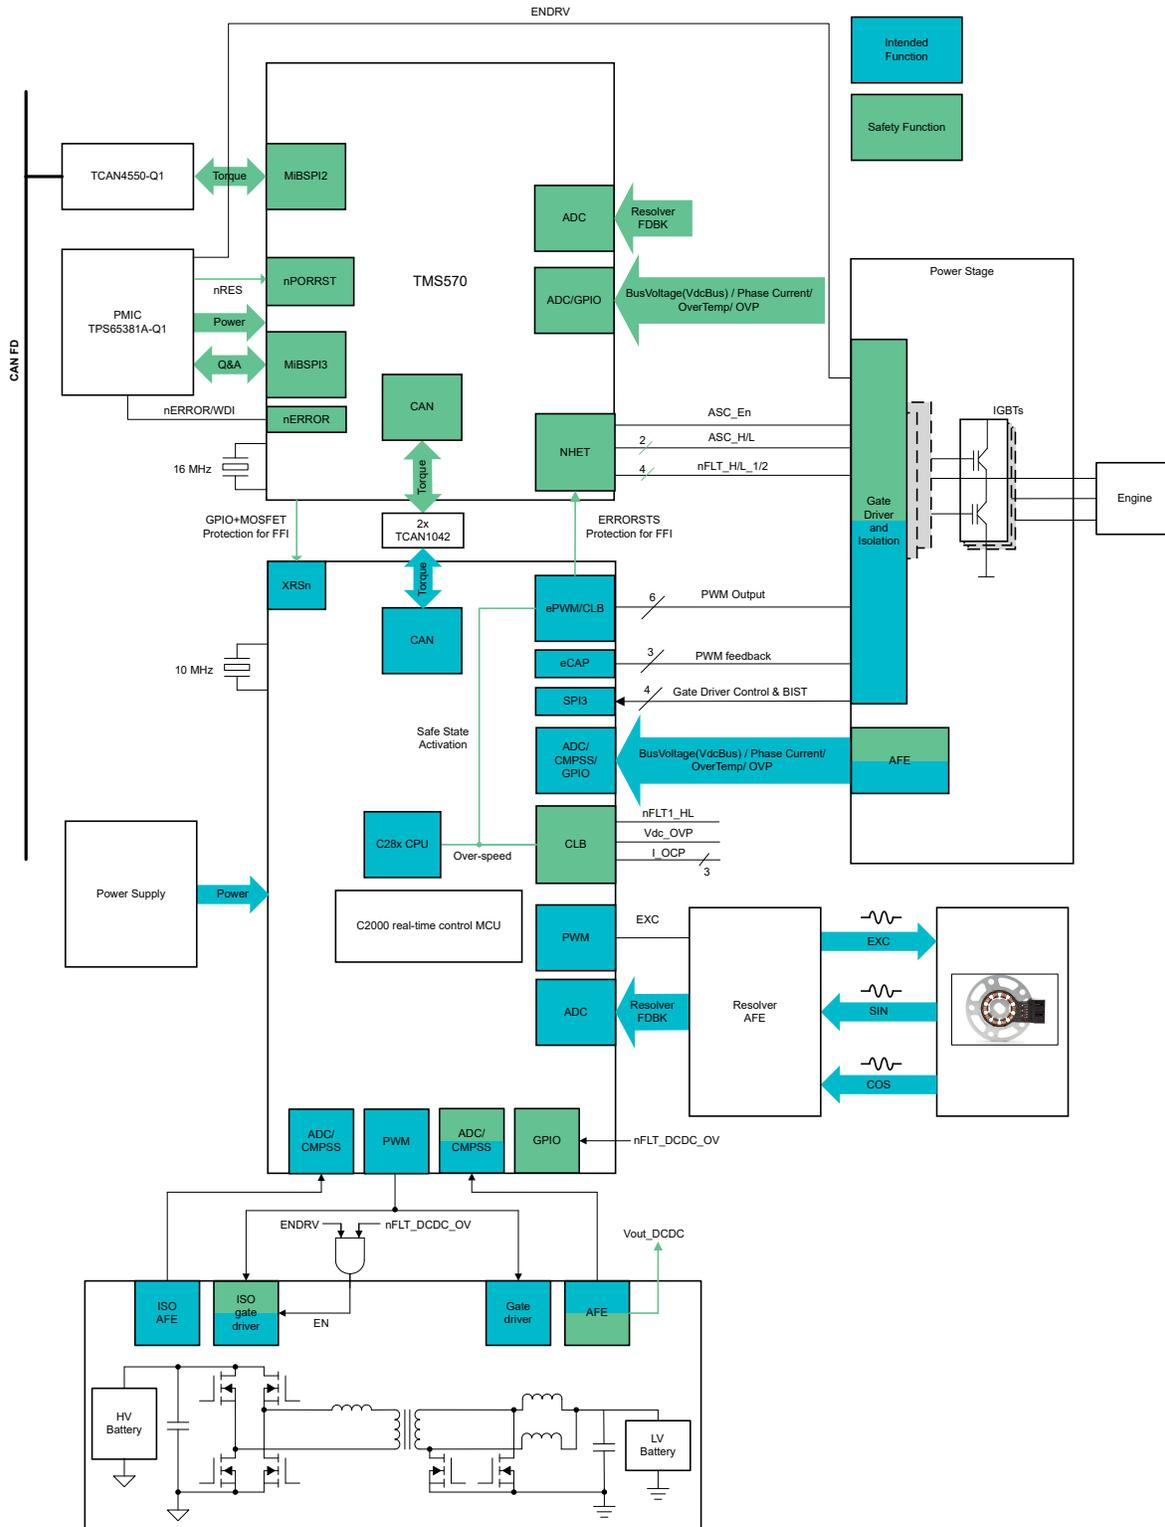 ENDRV
Intended
Function
Safety Function
CAN FD
TCAN4550-Q1
Torque
MiBSPI2
ADC
Resolver
FDBK
TMS570
nPORRST
nRES
PMIC
TPS65381A-Q1
Power
Q&A
MiBSPI3
nERROR/WDI
nERROR
ADC/GPIO
BusVoltage(VdcBus) / Phase Current/
OverTemp/ OVP
Power Stage
CAN
Torque
16 MHz
NHET
ASC_En
2
ASC_H/L
4
nFLT_H/L_1/2
IGBTs
Engine
Gate
Driver
and
Isolation
GPIO+MOSFET
Protection for FFI
2x
TCAN1042
ERRORSTS
Protection for FFI
XRSn
Torque
CAN
10 MHz
ePWM/CLB
6
PWM Output
eCAP
3
PWM feedback
SPI3
4
Gate Driver Control & BIST
Safe State
Activation
ADC/
CMPSS/
GPIO
BusVoltage(VdcBus) / Phase Current/
OverTemp/ OVP
AFE
C28x CPU
Over-speed
CLB
nFLT1_HL
Vdc_OVP
I_OCP
3
Power Supply
Power
C2000 real-time control MCU
PWM
EXC
ADC
Resolver
FDBK
Resolver
AFE
EXC
SIN
COS
ADC/
CMPSS
PWM
ADC/
CMPSS
GPIO
nFLT_DCDC_OV
ENDRV
nFLT_DCDC_OV
Vout_DCDC
ISO
AFE
ISO
gate
driver
EN
Gate
driver
AFE
HV
Battery
LV
Battery